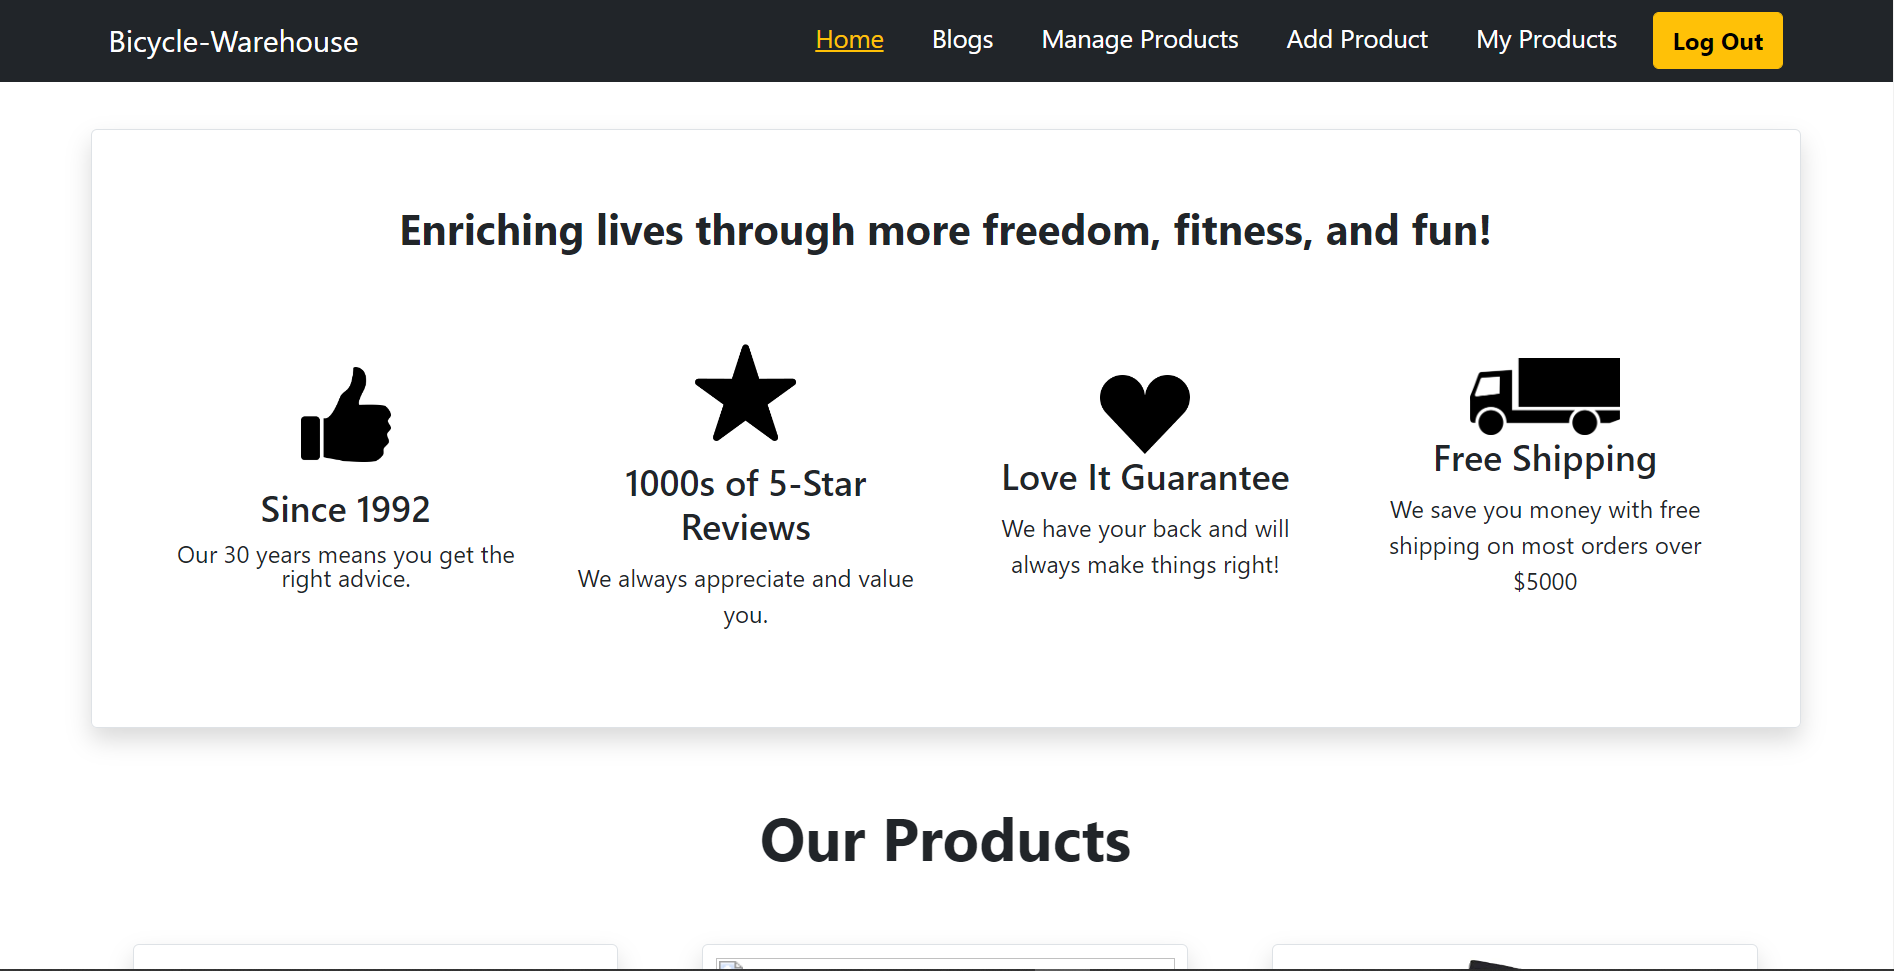 Bicycle-Warehouse
Home
Blogs
Manage Products
Add Product
My Products
Log Out
Enriching lives through more freedom, fitness, and fun!
Since 1992
Our 30 years means you get the
right advice.
1000s of 5-Star
Reviews
We always appreciate and value
you.
Love It Guarantee
We have your back and will
always make things right!
Free Shipping
We save you money with free
shipping on most orders over
$5000
Our Products